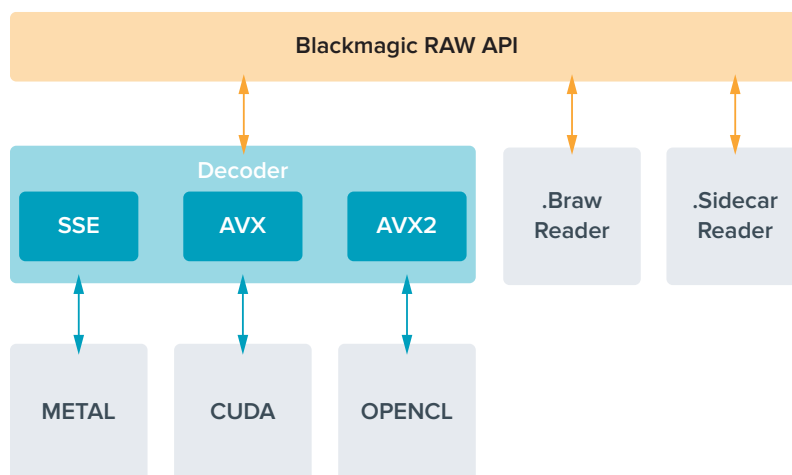 Blackmagic RAW API
Decoder
SSE
AVX
AVX2
.Braw
Reader
.Sidecar
Reader
METAL
CUDA
OPENCL